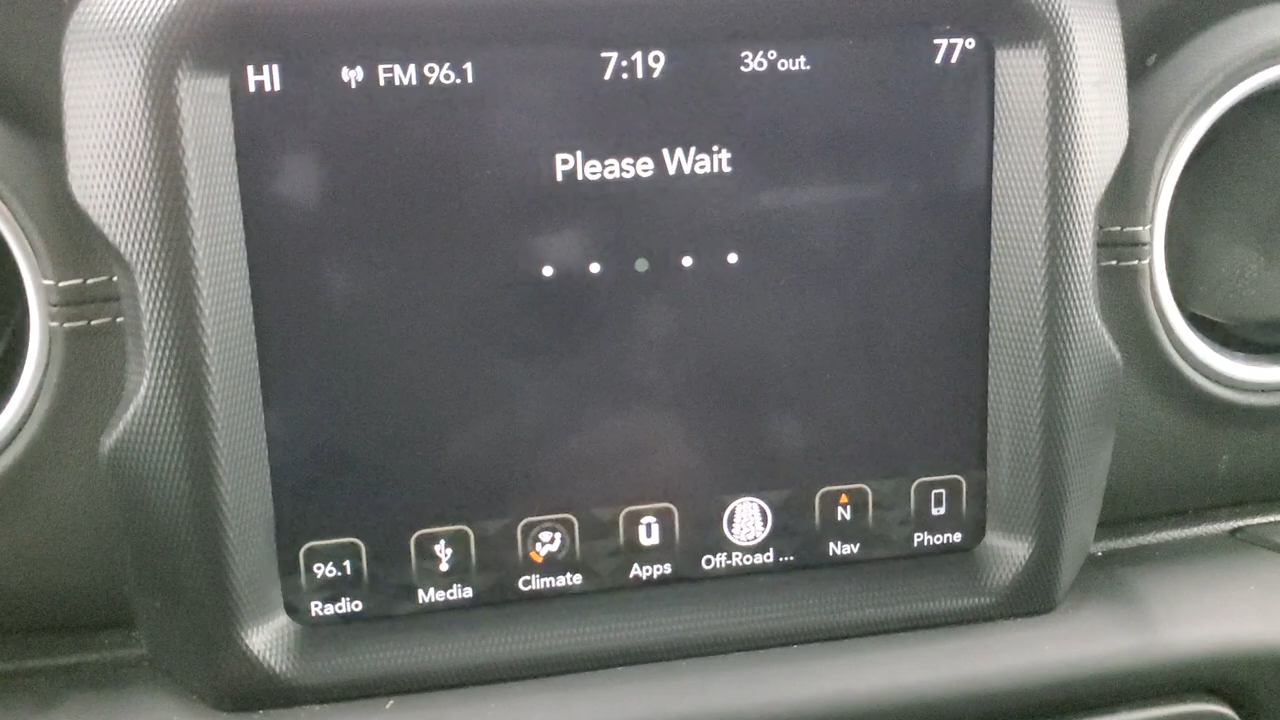 HI FM 96.1 7:19 36°out. 77°
Please Wait
96.1 N
Radio Media Climate Apps Off-Road ... Nav Phone